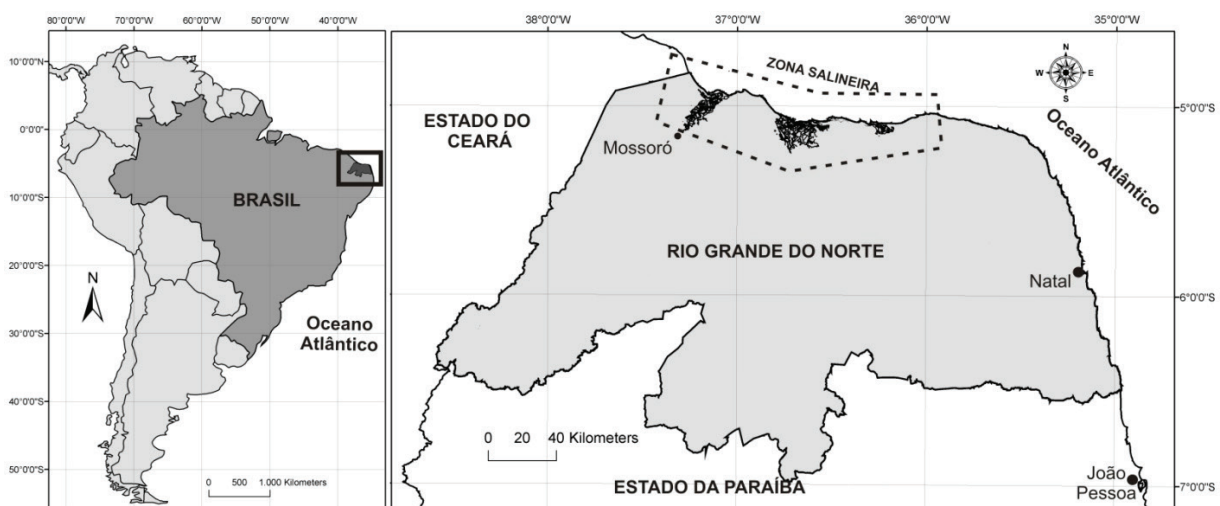 80°0'0"W 70°0'0"W 60°0'0"W 50°0'0"W 40°0'0"W
10°0'0"N
0°0'0"
10°0'0"S
20°0'0"S
30°0'0"S
40°0'0"S
50°0'0"S
BRASIL
N
Oceano
Atlântico
0 500 1.000 Kilometers
38°0'0"W 37°0'0"W 36°0'0"W 35°0'0"W
ZONA SALINEIRA
N
W E
S
5°0'0"S
ESTADO DO
CEARÁ
Mossoró
Oceano Atlântico
RIO GRANDE DO NORTE
Natal
6°0'0"S
0 20 40 Kilometers
João
Pessoa
ESTADO DA PARAÍBA
7°0'0"S